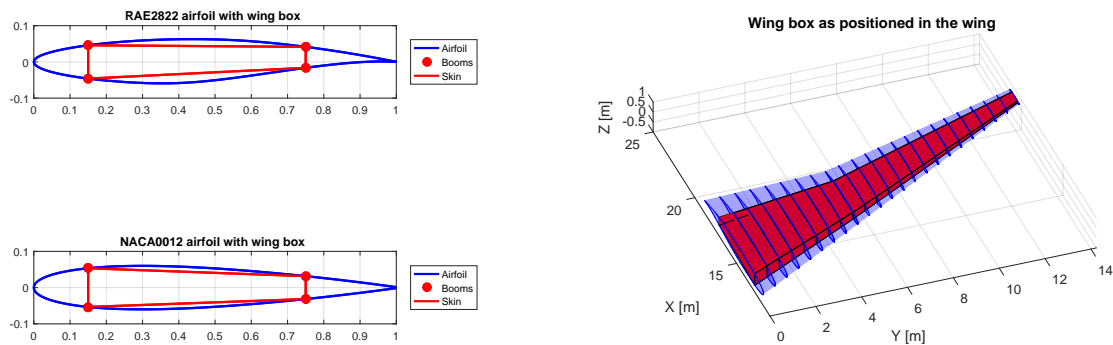 RAE2822 airfoil with wing box
0.1
0
-0.1
0 0.1 0.2 0.3 0.4 0.5 0.6 0.7 0.8 0.9 1
Airfoil
Booms
Skin
NACA0012 airfoil with wing box
0.1
0
-0.1
0 0.1 0.2 0.3 0.4 0.5 0.6 0.7 0.8 0.9 1
Airfoil
Booms
Skin
Wing box as positioned in the wing
Z [m]
1
0.5
0
-0.5
25
20
15
X [m]
0 2 4 6 8 10 12 14
Y [m]